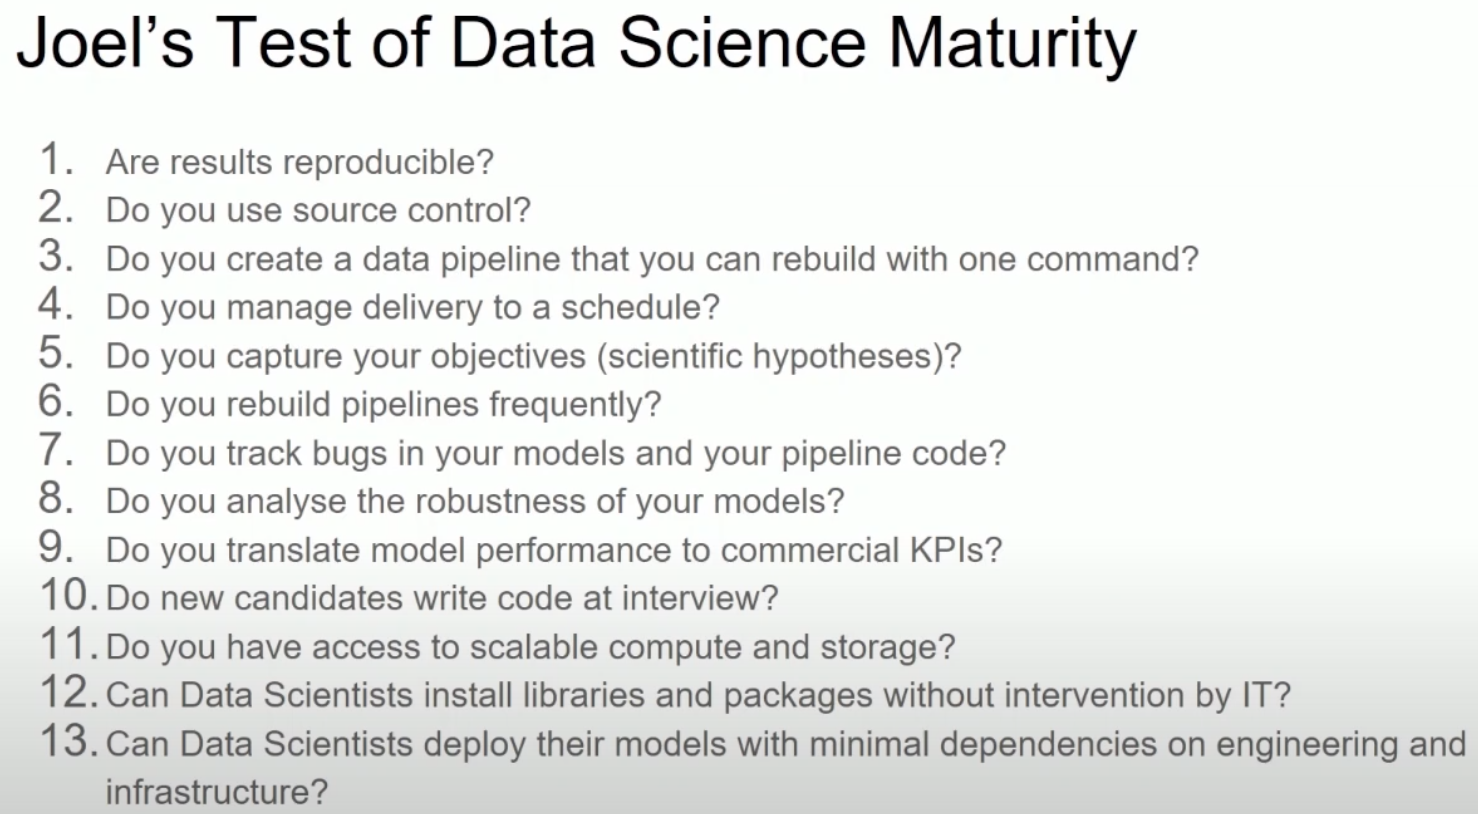 Joel's Test of Data Science Maturity
1. Are results reproducible?
2. Do you use source control?
3. Do you create a data pipeline that you can rebuild with one command?
4. Do you manage delivery to a schedule?
5. Do you capture your objectives (scientific hypotheses)?
6. Do you rebuild pipelines frequently?
7. Do you track bugs in your models and your pipeline code?
8. Do you analyse the robustness of your models?
9. Do you translate model performance to commercial KPIs?
10. Do new candidates write code at interview?
11. Do you have access to scalable compute and storage?
12. Can Data Scientists install libraries and packages without intervention by IT?
13. Can Data Scientists deploy their models with minimal dependencies on engineering and
infrastructure?